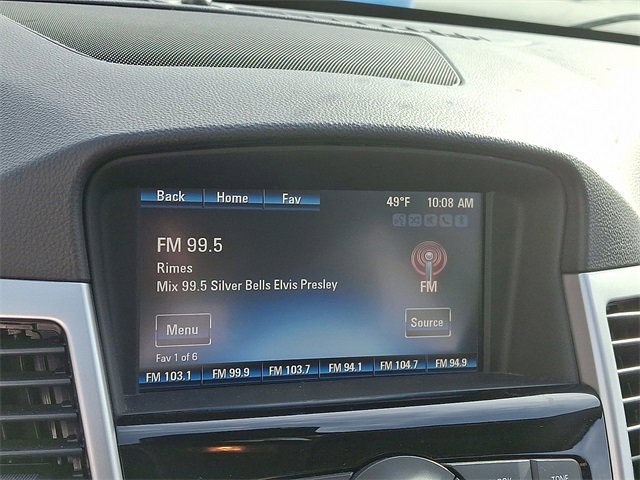 Back Home Fav 49°F 10:08 AM
FM 99.5
Rimes
Mix 99.5 Silver Bells Elvis Presley
FM
Menu Source
Fav 1 of 6
FM 103.1 FM 99.9 FM 103.7 FM 94.1 FM 104.7 FM 94.9
TONE